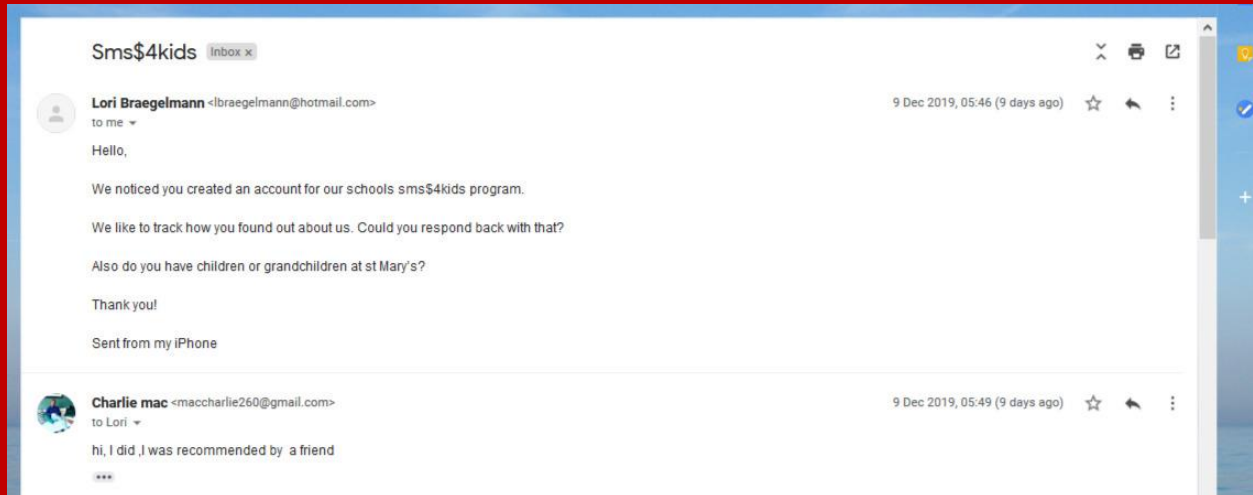 Sms$4kids Inbox x
Lori Braegelmann <lbraegelmann@hotmail.com> 9 Dec 2019, 05:46 (9 days ago)
to me
Hello,
We noticed you created an account for our schools sms$4kids program.
We like to track how you found out about us. Could you respond back with that?
Also do you have children or grandchildren at st Mary's?
Thank you!
Sent from my iPhone
Charlie mac <maccharlie260@gmail.com> 9 Dec 2019, 05:49 (9 days ago)
to Lori
hi, I did ,I was recommended by a friend